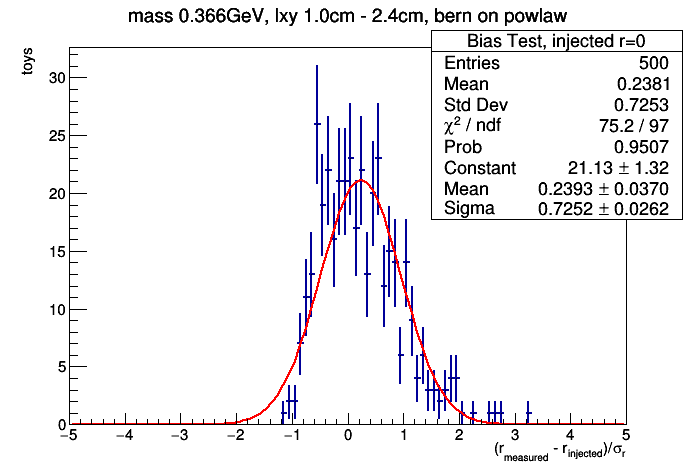 mass 0.366GeV, lxy 1.0cm - 2.4cm, bern on powlaw
toys
Bias Test, injected r=0
Entries 500
Mean 0.2381
Std Dev 0.7253
χ² / ndf 75.2 / 97
Prob 0.9507
Constant 21.13 ± 1.32
Mean 0.2393 ± 0.0370
Sigma 0.7252 ± 0.0262
30
25
20
15
10
5
0
−5 −4 −3 −2 −1 0 1 2 3 4 5
(r_measured - r_injected)/σ_r